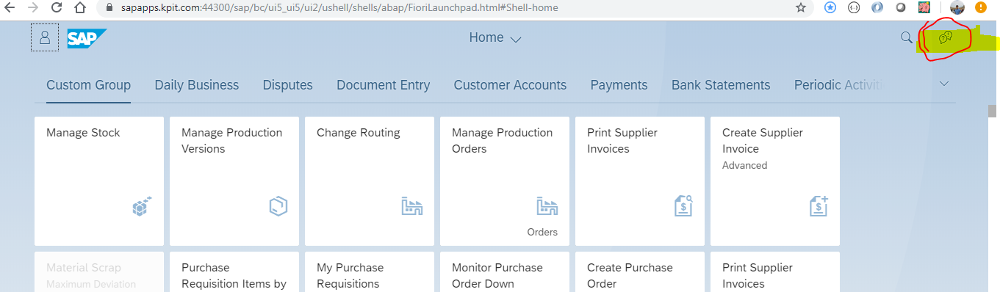 sapapps.kpit.com:44300/sap/bc/ui5_ui5/ui2/ushell/shells/abap/FioriLaunchpad.html#Shell-home
SAP Home
Custom Group Daily Business Disputes Document Entry Customer Accounts Payments Bank Statements Periodic Activiti
Manage Stock
Manage Production
Versions
Change Routing
Manage Production
Orders
Orders
Print Supplier
Invoices
Create Supplier
Invoice
Advanced
Material Scrap
Maximum Deviation
Purchase
Requisition Items by
My Purchase
Requisitions
Monitor Purchase
Order Down
Create Purchase
Order
Print Supplier
Invoices